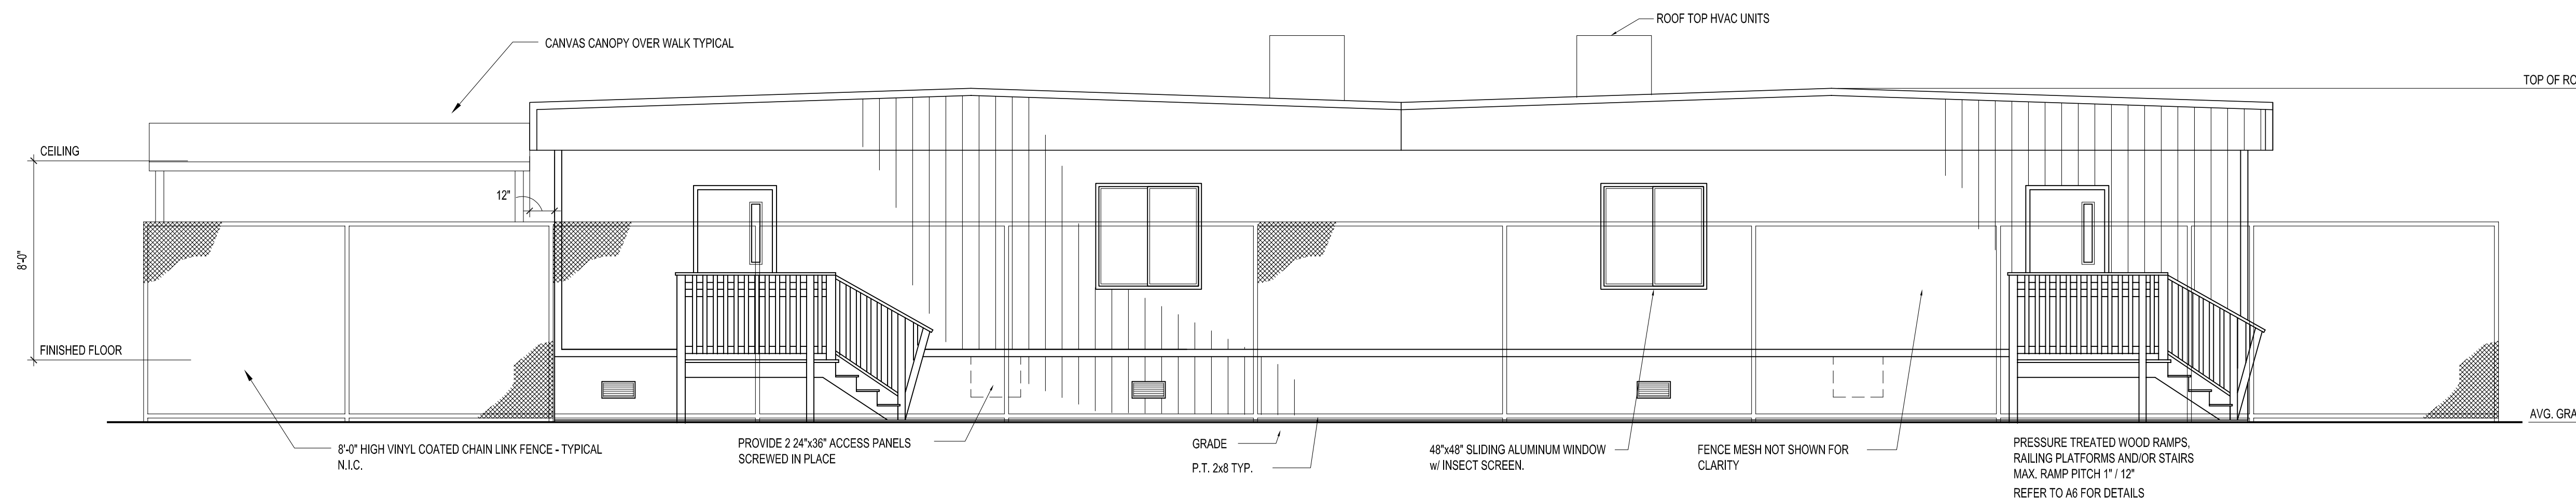 ROOF TOP HVAC UNITS
CANVAS CANOPY OVER WALK TYPICAL
TOP OF RO
CEILING
12"
8'-0"
FINISHED FLOOR
AVG. GRA
8'-0" HIGH VINYL COATED CHAIN LINK FENCE - TYPICAL
N.I.C.
PROVIDE 2 24"x36" ACCESS PANELS
SCREWED IN PLACE
GRADE
P.T. 2x8 TYP.
48"x48" SLIDING ALUMINUM WINDOW
w/ INSECT SCREEN.
FENCE MESH NOT SHOWN FOR
CLARITY
PRESSURE TREATED WOOD RAMPS,
RAILING PLATFORMS AND/OR STAIRS
MAX. RAMP PITCH 1" / 12"
REFER TO A6 FOR DETAILS